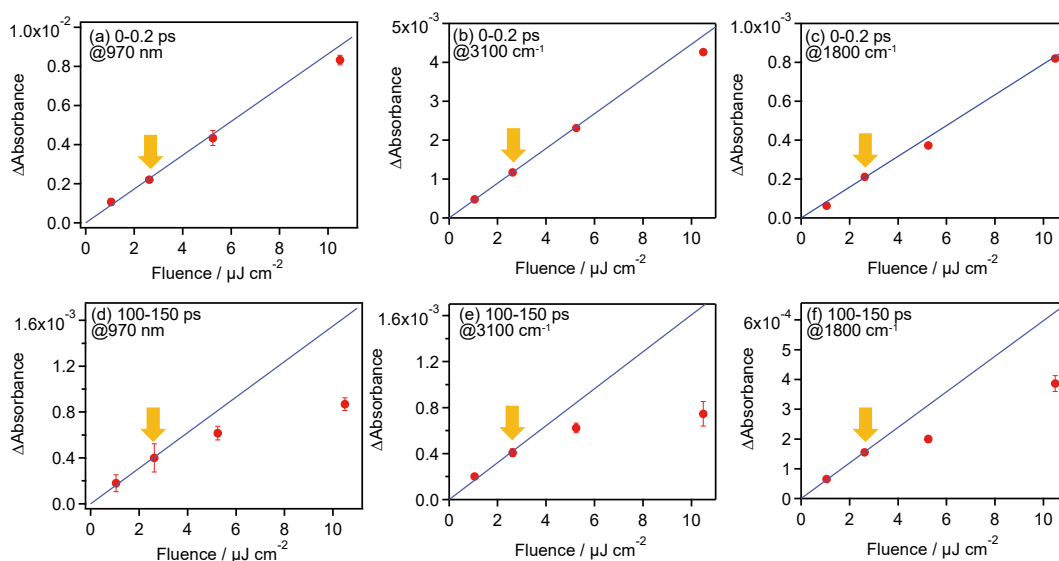 (a) 0-0.2 ps
@970 nm
1.0x10⁻²
0.8
0.6
0.4
0.2
0.0
ΔAbsorbance
0 2 4 6 8 10
Fluence / µJ cm⁻²
(b) 0-0.2 ps
@3100 cm⁻¹
5x10⁻³
4
3
2
1
0
ΔAbsorbance
0 2 4 6 8 10
Fluence / µJ cm⁻²
(c) 0-0.2 ps
@1800 cm⁻¹
1.0x10⁻³
0.8
0.6
0.4
0.2
0.0
ΔAbsorbance
0 2 4 6 8 10
Fluence / µJ cm⁻²
(d) 100-150 ps
@970 nm
1.6x10⁻³
1.2
0.8
0.4
0.0
ΔAbsorbance
0 2 4 6 8 10
Fluence / µJ cm⁻²
(e) 100-150 ps
@3100 cm⁻¹
1.6x10⁻³
1.2
0.8
0.4
0.0
ΔAbsorbance
0 2 4 6 8 10
Fluence / µJ cm⁻²
(f) 100-150 ps
@1800 cm⁻¹
6x10⁻⁴
5
4
3
2
1
0
ΔAbsorbance
0 2 4 6 8 10
Fluence / µJ cm⁻²